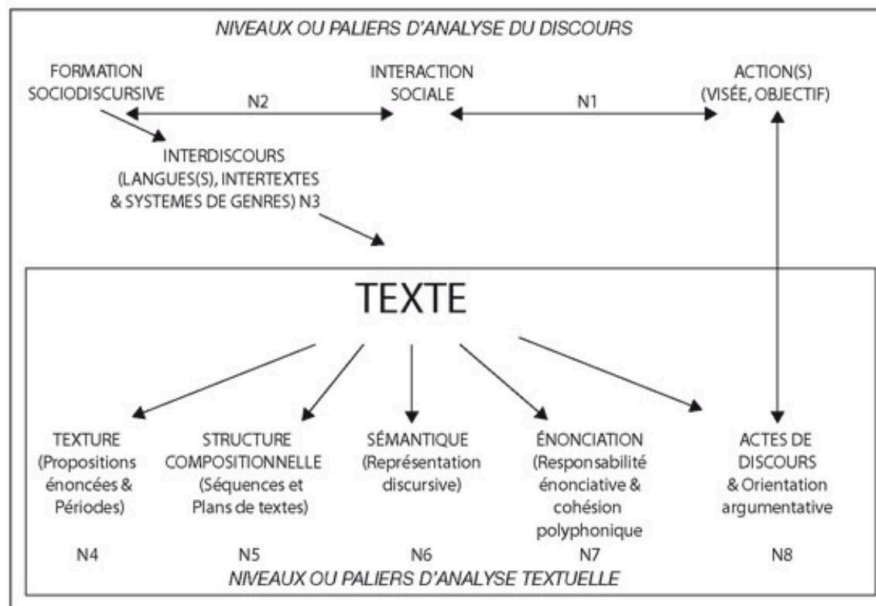 NIVEAUX OU PALIERS D'ANALYSE DU DISCOURS
FORMATION
SOCIODISCURSIVE
N2
INTERACTION
SOCIALE
N1
ACTION(S)
(VISÉE, OBJECTIF)
INTERDISCOURS
(LANGUES(S), INTERTEXTES
& SYSTEMES DE GENRES) N3
TEXTE
TEXTURE
(Propositions
énoncées &
Périodes)
N4
STRUCTURE
COMPOSITIONNELLE
(Séquences et
Plans de textes)
N5
SÉMANTIQUE
(Représentation
discursive)
N6
ÉNONCIATION
(Responsabilité
énonciative &
cohésion
polyphonique
N7
ACTES DE
DISCOURS
& Orientation
argumentative)
N8
NIVEAUX OU PALIERS D'ANALYSE TEXTUELLE